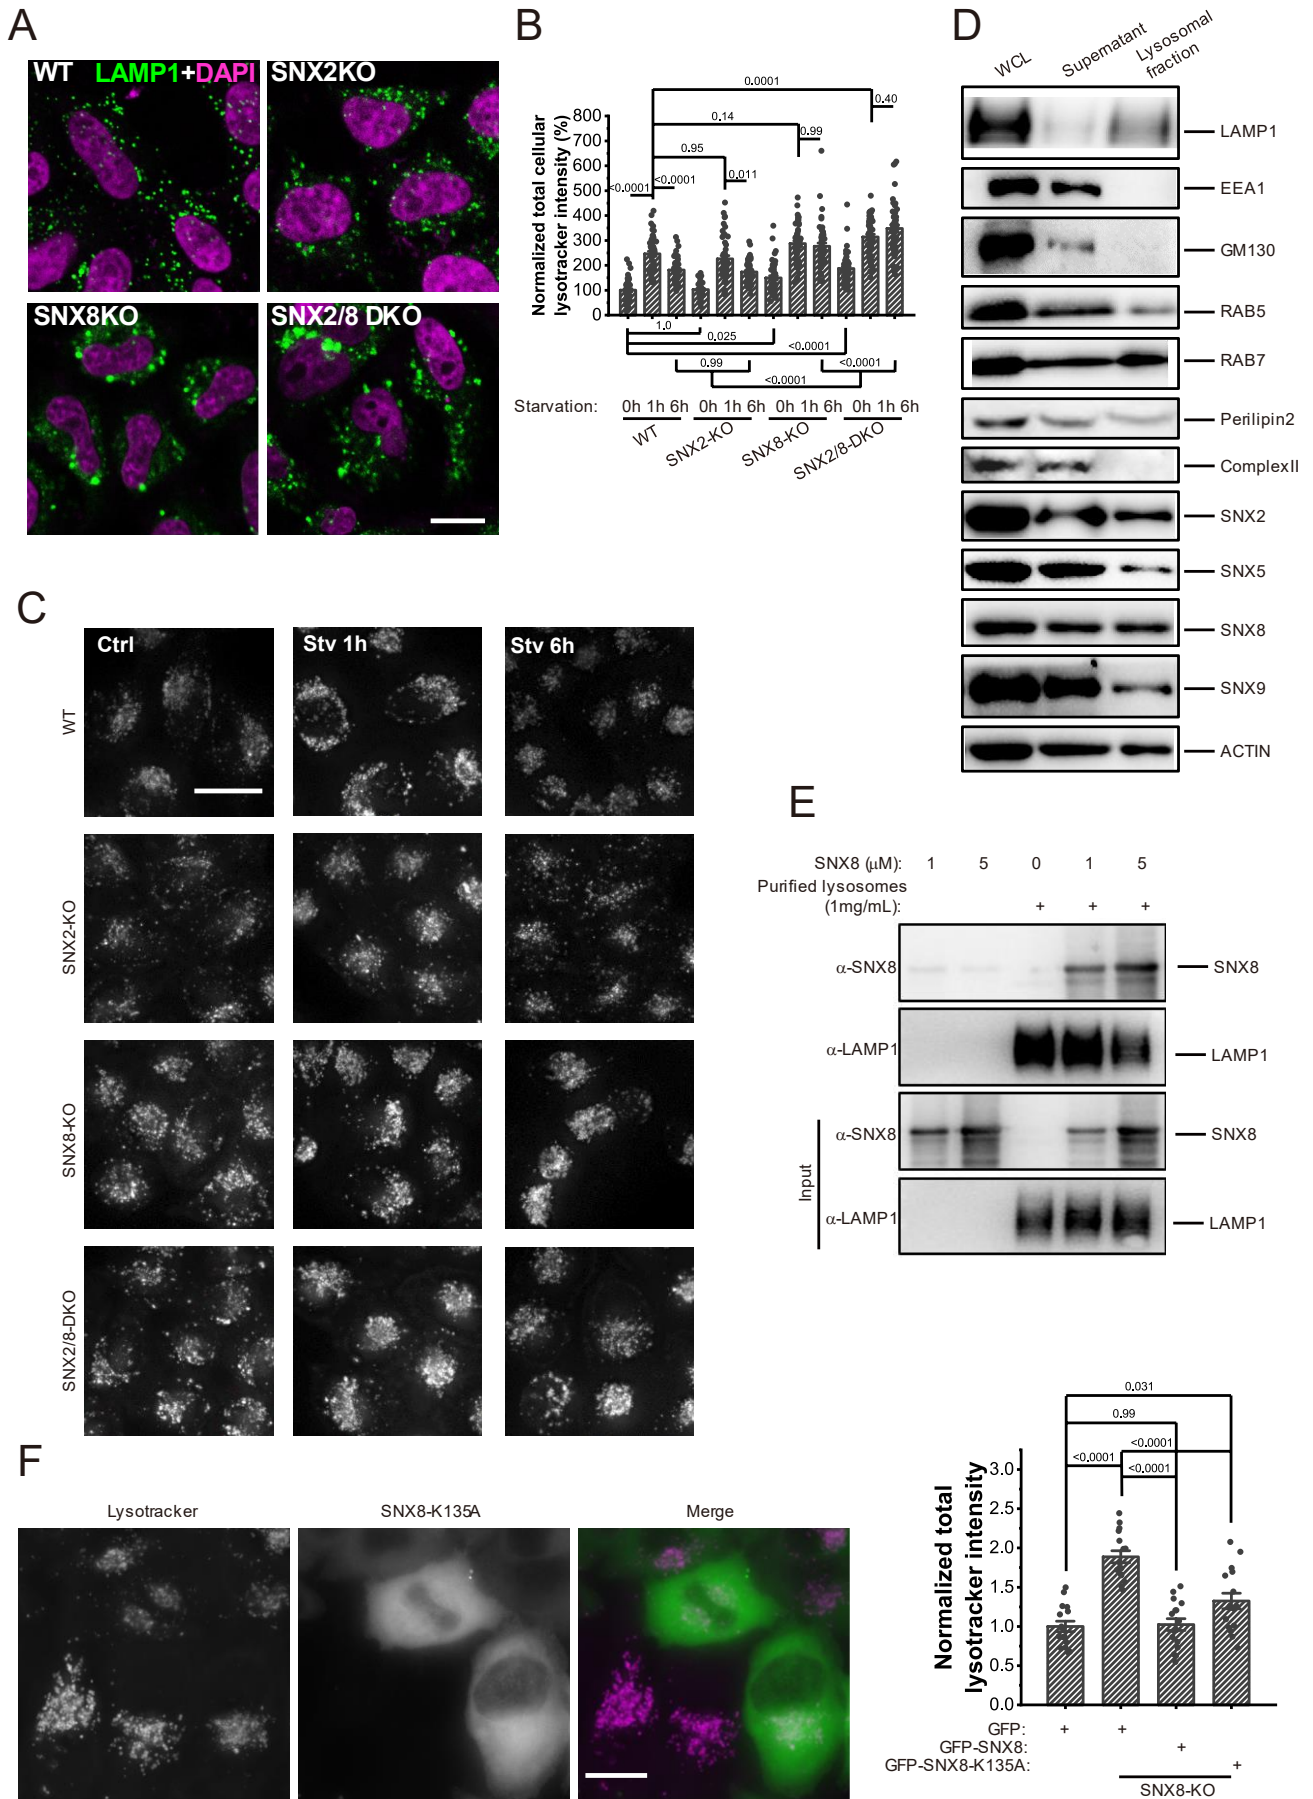 A
WT LAMP1+DAPI
SNX2KO
SNX8KO
SNX2/8 DKO
B
Normalized total cellular
lysotracker intensity (%)
800
700
600
500
400
300
200
100
0
0.0001
0.40
0.14
0.99
0.95
<0.0001
<0.0001
0.011
1.0
0.025
<0.0001
0.99
<0.0001
<0.0001
Starvation: 0h 1h 6h 0h 1h 6h 0h 1h 6h 0h 1h 6h
WT
SNX2-KO
SNX8-KO
SNX2/8-DKO
D
WCL
Supernatant
Lysosomal
fraction
LAMP1
EEA1
GM130
RAB5
RAB7
Perilipin2
ComplexII
SNX2
SNX5
SNX8
SNX9
ACTIN
C
Ctrl
Stv 1h
Stv 6h
WT
SNX2-KO
SNX8-KO
SNX2/8-DKO
E
SNX8 (μM): 1 5 0 1 5
Purified lysosomes
(1mg/mL): + + +
α-SNX8
SNX8
α-LAMP1
LAMP1
Input
α-SNX8
SNX8
α-LAMP1
LAMP1
F
Lysotracker
SNX8-K135A
Merge
Normalized total
lysotracker intensity
3.0
2.5
2.0
1.5
1.0
0.5
0.0
0.031
0.99
<0.0001
<0.0001
<0.0001
GFP: + +
GFP-SNX8: +
GFP-SNX8-K135A: +
SNX8-KO